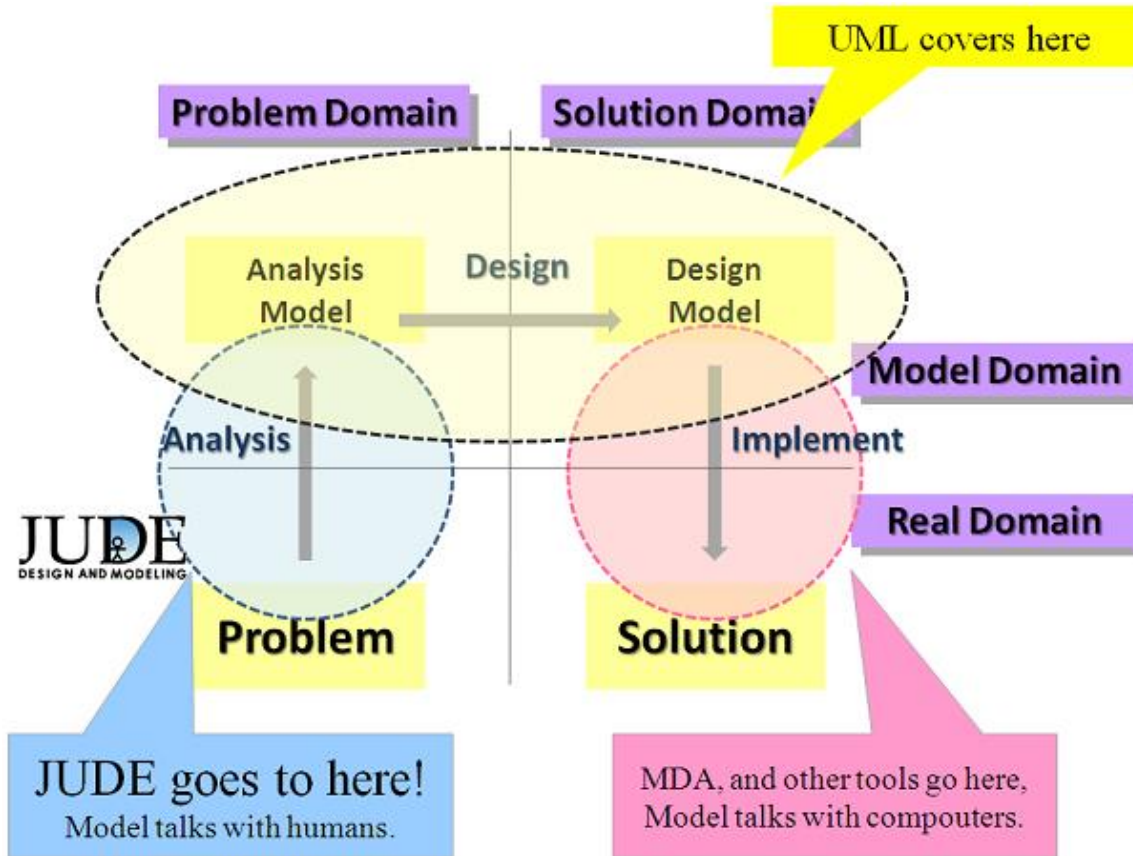 UML covers here
Problem Domain
Solution Domain
Analysis
Model
Design
Design
Model
Model Domain
Analysis
Implement
Real Domain
JUDE
DESIGN AND MODELING
Problem
Solution
JUDE goes to here!
Model talks with humans.
MDA, and other tools go here,
Model talks with compouters.